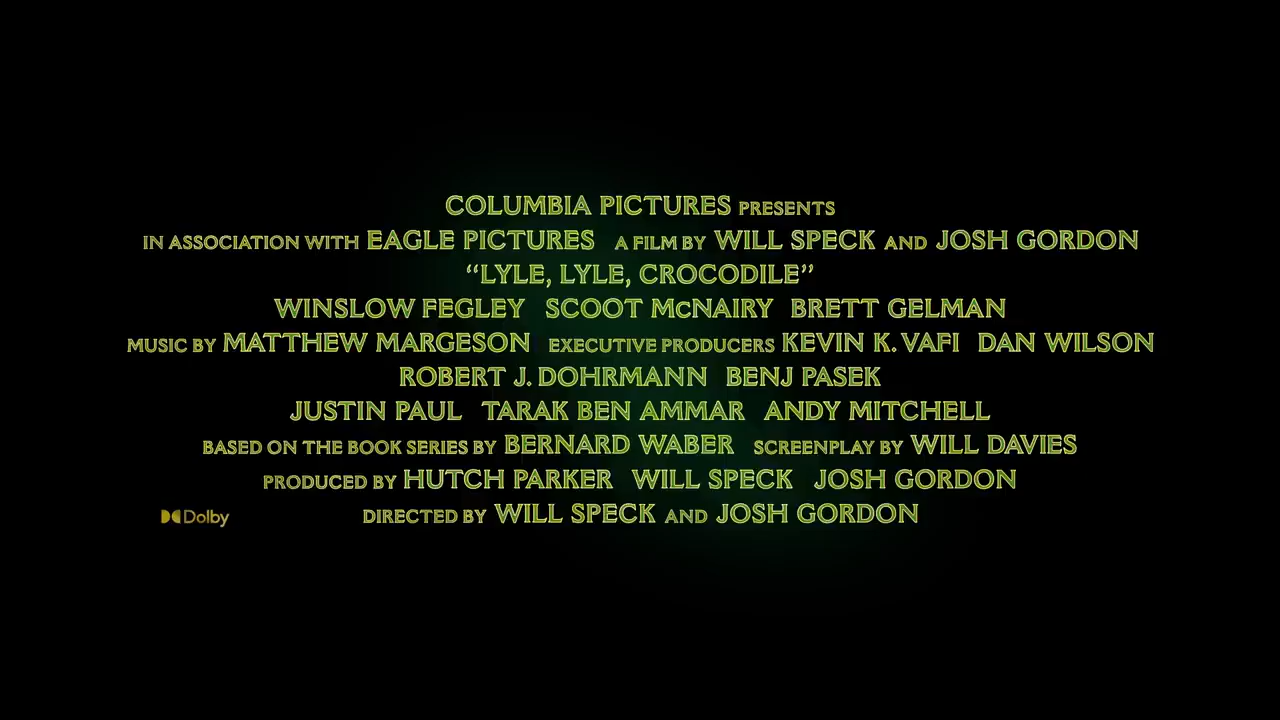 COLUMBIA PICTURES PRESENTS
IN ASSOCIATION WITH EAGLE PICTURES A FILM BY WILL SPECK AND JOSH GORDON
“LYLE, LYLE, CROCODILE”
WINSLOW FEGLEY SCOOT McNAIRY BRETT GELMAN
MUSIC BY MATTHEW MARGESON EXECUTIVE PRODUCERS KEVIN K. VAFI DAN WILSON
ROBERT J. DOHRMANN BENJ PASEK
JUSTIN PAUL TARAK BEN AMMAR ANDY MITCHELL
BASED ON THE BOOK SERIES BY BERNARD WABER SCREENPLAY BY WILL DAVIES
PRODUCED BY HUTCH PARKER WILL SPECK JOSH GORDON
Dolby DIRECTED BY WILL SPECK AND JOSH GORDON